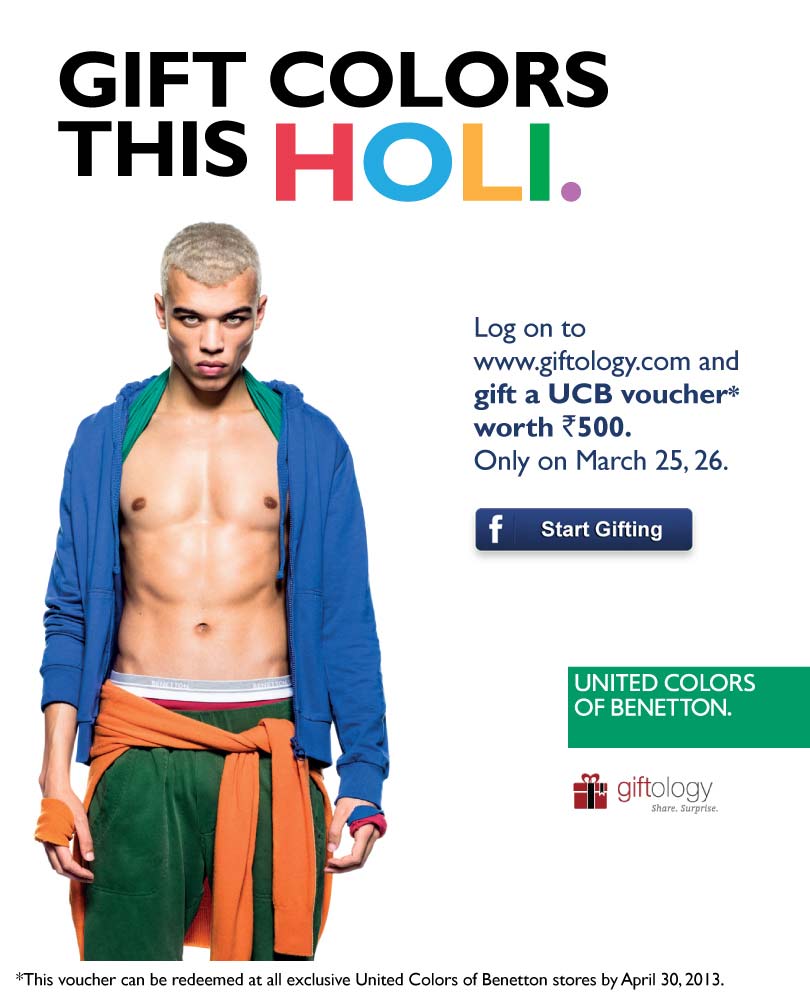 GIFT COLORS
THIS HOLI.
Log on to
www.giftology.com and
gift a UCB voucher*
worth ₹500.
Only on March 25, 26.
f Start Gifting
BENETTON BENETTON
UNITED COLORS
OF BENETTON.
giftology
Share. Surprise.
*This voucher can be redeemed at all exclusive United Colors of Benetton stores by April 30, 2013.